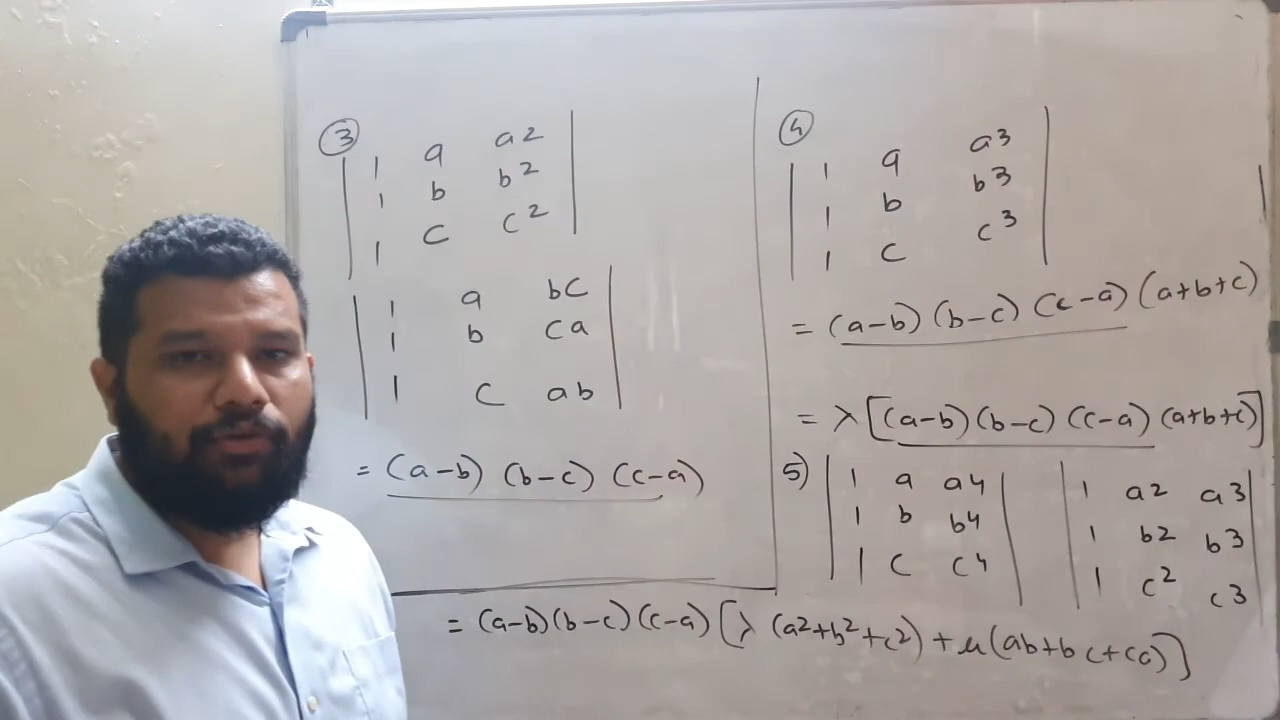 ③
| 1 a a2 |
| 1 b b2 |
| 1 c c2 |
| 1 a bc |
| 1 b ca |
| 1 c ab |
= (a-b) (b-c) (c-a)
④
| 1 a a3 |
| 1 b b3 |
| 1 c c3 |
= (a-b) (b-c) (c-a) (a+b+c)
= λ [(a-b)(b-c)(c-a)(a+b+c)]
5) | 1 a a4 | | 1 a2 a3 |
| 1 b b4 | | 1 b2 b3 |
| 1 c c4 | | 1 c2 c3 |
= (a-b)(b-c)(c-a) [λ (a2+b2+c2) + μ(ab+bc+ca)]